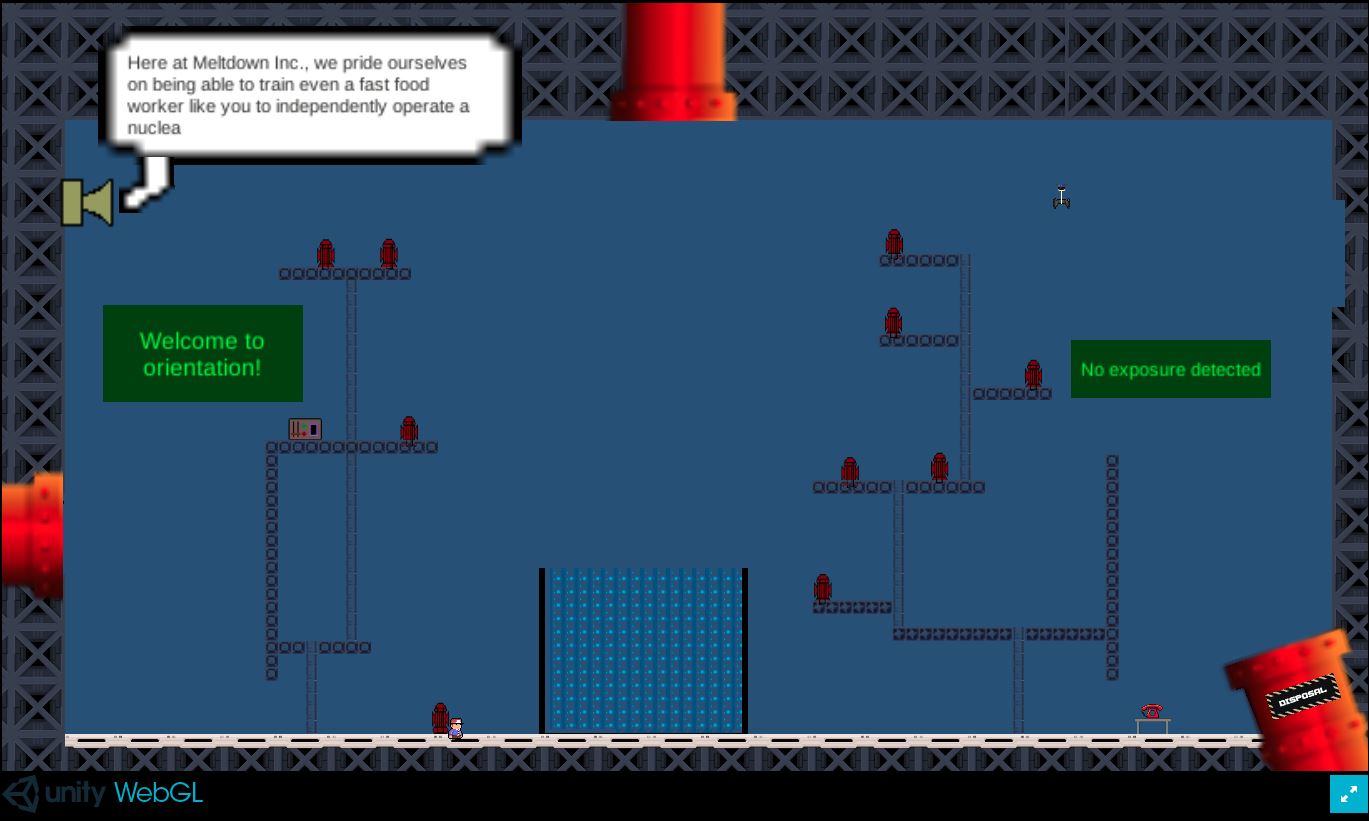 Here at Meltdown Inc., we pride ourselves
on being able to train even a fast food
worker like you to independently operate a
nuclea
Welcome to
orientation!
No exposure detected
DISPOSAL
unity WebGL